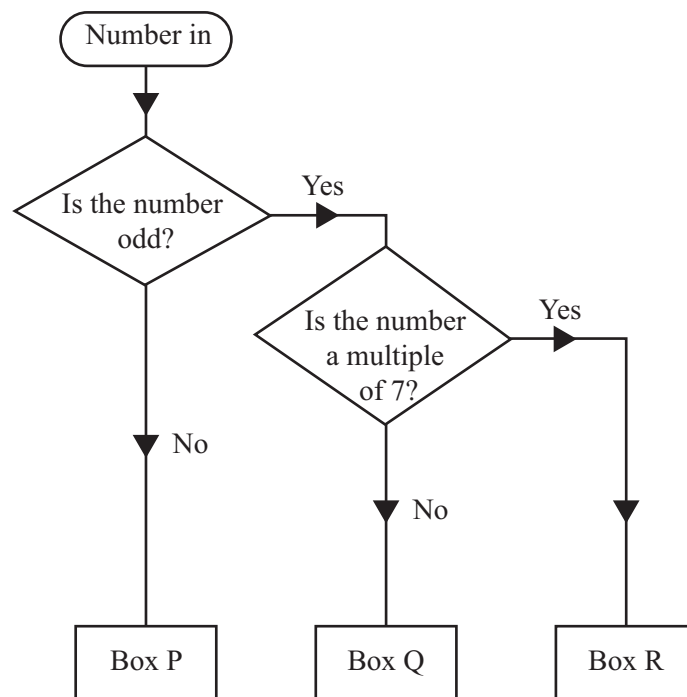 Number in
Is the number
odd?
Yes
Is the number
a multiple
of 7?
Yes
No
No
Box P
Box Q
Box R